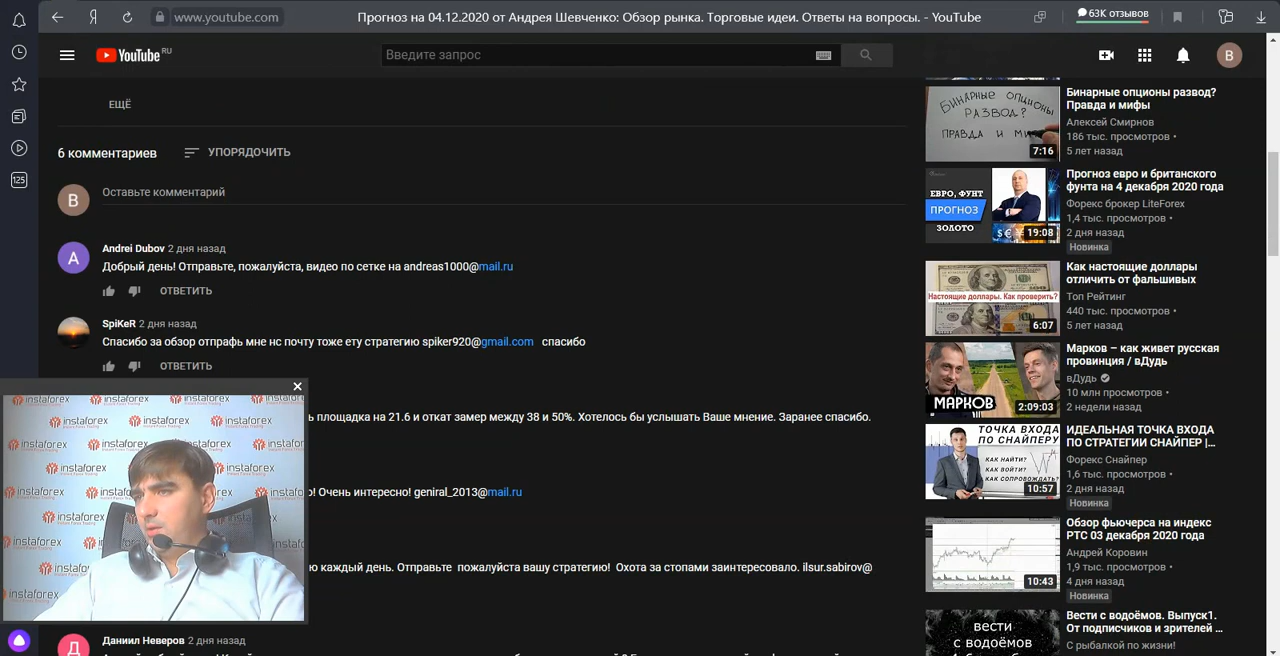 www.youtube.com
Прогноз на 04.12.2020 от Андрея Шевченко: Обзор рынка. Торговые идеи. Ответы на вопросы. - YouTube
63K отзывов
YouTube RU
Введите запрос
B
125
ЕЩЁ
6 комментариев
УПОРЯДОЧИТЬ
B
Оставьте комментарий
A
Andrei Dubov 2 дня назад
Добрый день! Отправьте, пожалуйста, видео по сетке на andreas1000@mail.ru
ОТВЕТИТЬ
SpiKeR 2 дня назад
Спасибо за обзор отпрафь мне нс почту тоже єту стратегию spiker920@gmail.com спасибо
ОТВЕТИТЬ
площадка на 21.6 и откат замер между 38 и 50%. Хотелось бы услышать Ваше мнение. Заранее спасибо.
Очень интересно! geniral_2013@mail.ru
каждый день. Отправьте пожалуйста вашу стратегию! Охота за стопами заинтересовало. ilsur.sabirov@
Д
Даниил Неверов 2 дня назад
instaforex
Instant Forex Trading
БИНАРНЫЕ ОПЦИОНЫ
РАЗВОД?
ПРАВДА И
7:16
Бинарные опционы развод?
Правда и мифы
Алексей Смирнов
186 тыс. просмотров •
5 лет назад
ЕВРО, ФУНТ
ПРОГНОЗ
ЗОЛОТО
19:08
Прогноз евро и британского
фунта на 4 декабря 2020 года
Форекс брокер LiteForex
1,4 тыс. просмотров •
2 дня назад
Новинка
Настоящие доллары. Как проверить?
6:07
Как настоящие доллары
отличить от фальшивых
Топ Рейтинг
440 тыс. просмотров •
5 лет назад
МАРКОВ
2:09:03
Марков – как живет русская
провинция / вДудь
вДудь
10 млн просмотров •
2 недели назад
ТОЧКА ВХОДА
ПО СНАЙПЕРУ
КАК НАЙТИ?
КАК ВОЙТИ?
КАК СОПРОВОЖДАТЬ?
10:57
ИДЕАЛЬНАЯ ТОЧКА ВХОДА
ПО СТРАТЕГИИ СНАЙПЕР |...
Форекс Снайпер
1,6 тыс. просмотров •
2 дня назад
Новинка
10:43
Обзор фьючерса на индекс
РТС 03 декабря 2020 года
Андрей Коровин
1,9 тыс. просмотров •
4 дня назад
Новинка
вести
с водоёмов
Вести с водоёмов. Выпуск1.
От подписчиков и зрителей ...
С рыбалкой по жизни!